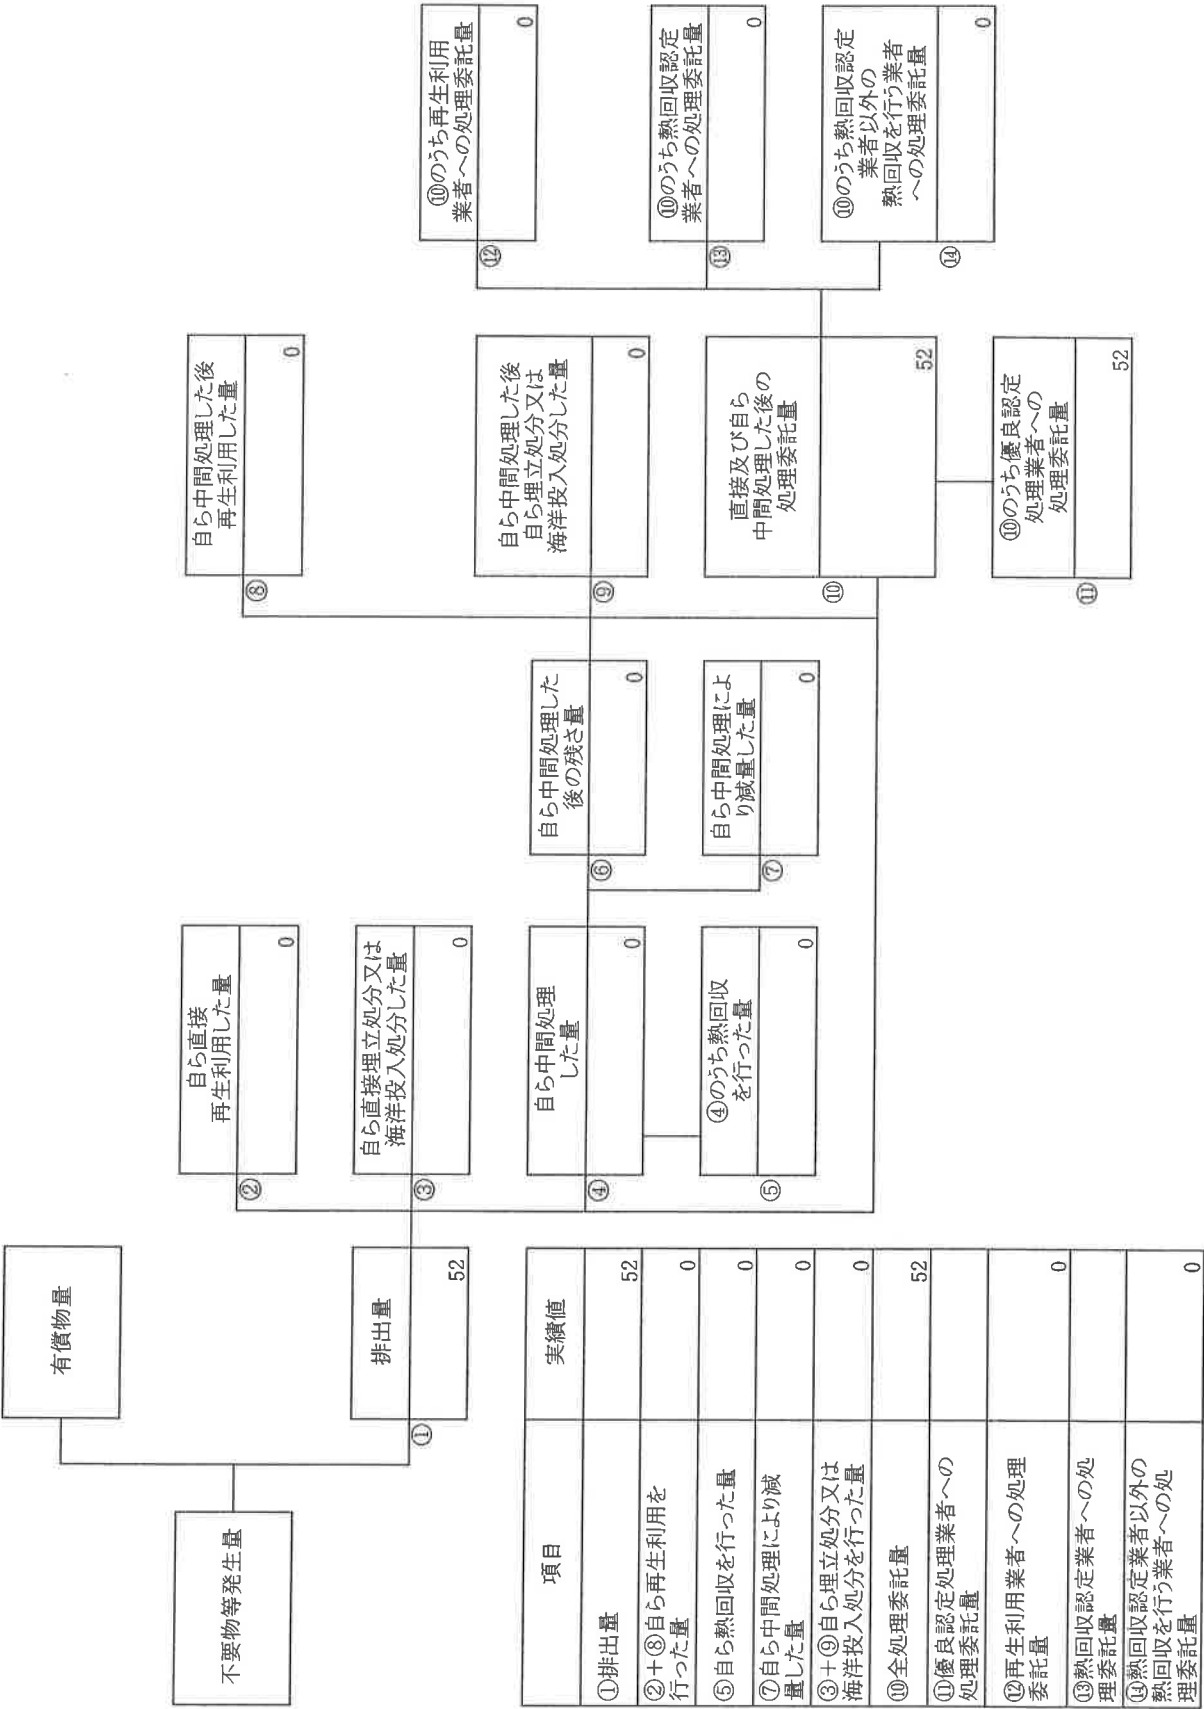 不要物等発生量
有償物量
①
排出量
52
②
自ら直接
再生利用した量
0
③
自ら直接埋立処分又は
海洋投入処分した量
0
④
自ら中間処理
した量
0
⑤
④のうち熱回収
を行った量
0
⑥
自ら中間処理した
後の残さ量
0
⑦
自ら中間処理によ
り減量した量
0
⑧
自ら中間処理した後
再生利用した量
0
⑨
自ら中間処理した後
自ら埋立処分又は
海洋投入処分した量
0
⑩
直接及び自ら
中間処理した後の
処理委託量
52
⑪
⑩のうち優良認定
処理業者への
処理委託量
52
⑫
⑩のうち再生利用
業者への処理委託量
0
⑬
⑩のうち熱回収認定
業者への処理委託量
0
⑭
⑩のうち熱回収認定
業者以外の
熱回収を行う業者
への処理委託量
0
項目 実績値
①排出量 52
②+⑧自ら再生利用を
行った量 0
⑤自ら熱回収を行った量 0
⑦自ら中間処理により減
量した量 0
③+⑨自ら埋立処分又は
海洋投入処分を行った量 0
⑩全処理委託量 52
⑪優良認定処理業者への
処理委託量
⑫再生利用業者への処理
委託量 0
⑬熱回収認定業者への処
理委託量 0
⑭熱回収認定業者以外の
熱回収を行う業者への処
理委託量 0